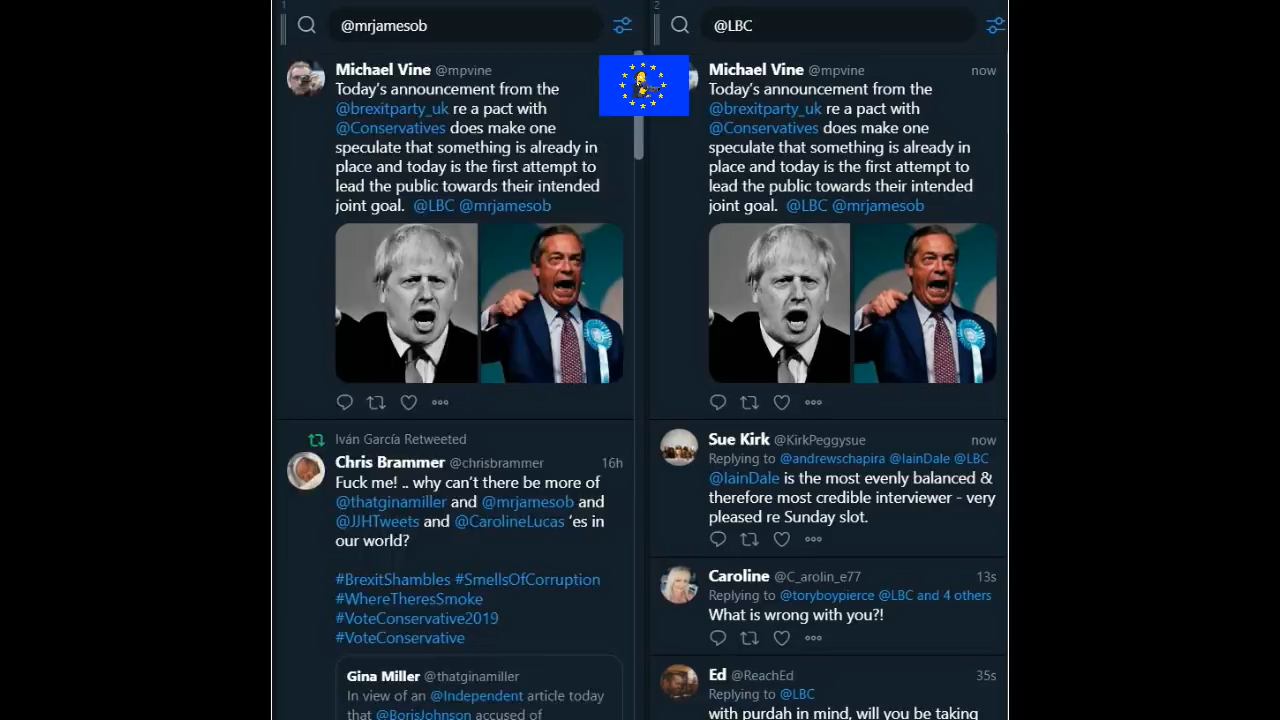 1
@mrjamesob
Michael Vine @mpvine
Today's announcement from the
@brexitparty_uk re a pact with
@Conservatives does make one
speculate that something is already in
place and today is the first attempt to
lead the public towards their intended
joint goal. @LBC @mrjamesob
Iván García Retweeted
Chris Brammer @chrisbrammer 16h
Fuck me! .. why can't there be more of
@thatginamiller and @mrjamesob and
@JJHTweets and @CarolineLucas 'es in
our world?
#BrexitShambles #SmellsOfCorruption
#WhereTheresSmoke
#VoteConservative2019
#VoteConservative
Gina Miller @thatginamiller
In view of an @Independent article today
that @BorisJohnson accused of
2
@LBC
Michael Vine @mpvine now
Today's announcement from the
@brexitparty_uk re a pact with
@Conservatives does make one
speculate that something is already in
place and today is the first attempt to
lead the public towards their intended
joint goal. @LBC @mrjamesob
Sue Kirk @KirkPeggysue now
Replying to @andrewschapira @IainDale @LBC
@IainDale is the most evenly balanced &
therefore most credible interviewer - very
pleased re Sunday slot.
Caroline @C_arolin_e77 13s
Replying to @toryboypierce @LBC and 4 others
What is wrong with you?!
Ed @ReachEd 35s
Replying to @LBC
with purdah in mind, will you be taking